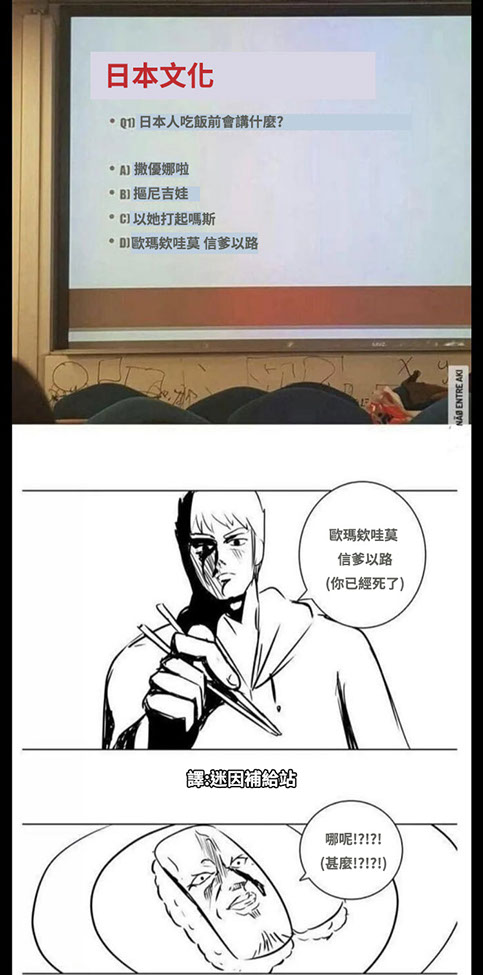 日本文化
• Q1) 日本人吃飯前會講什麼?
• A) 撒優娜啦
• B) 摳尼吉娃
• C) 以她打起嗎斯
• D) 歐瑪欸哇莫 信爹以路
NÃO ENTRE AKI
歐瑪欸哇莫
信爹以路
(你已經死了)
譯:迷因補給站
哪呢!?!?!
(甚麼!?!?!)